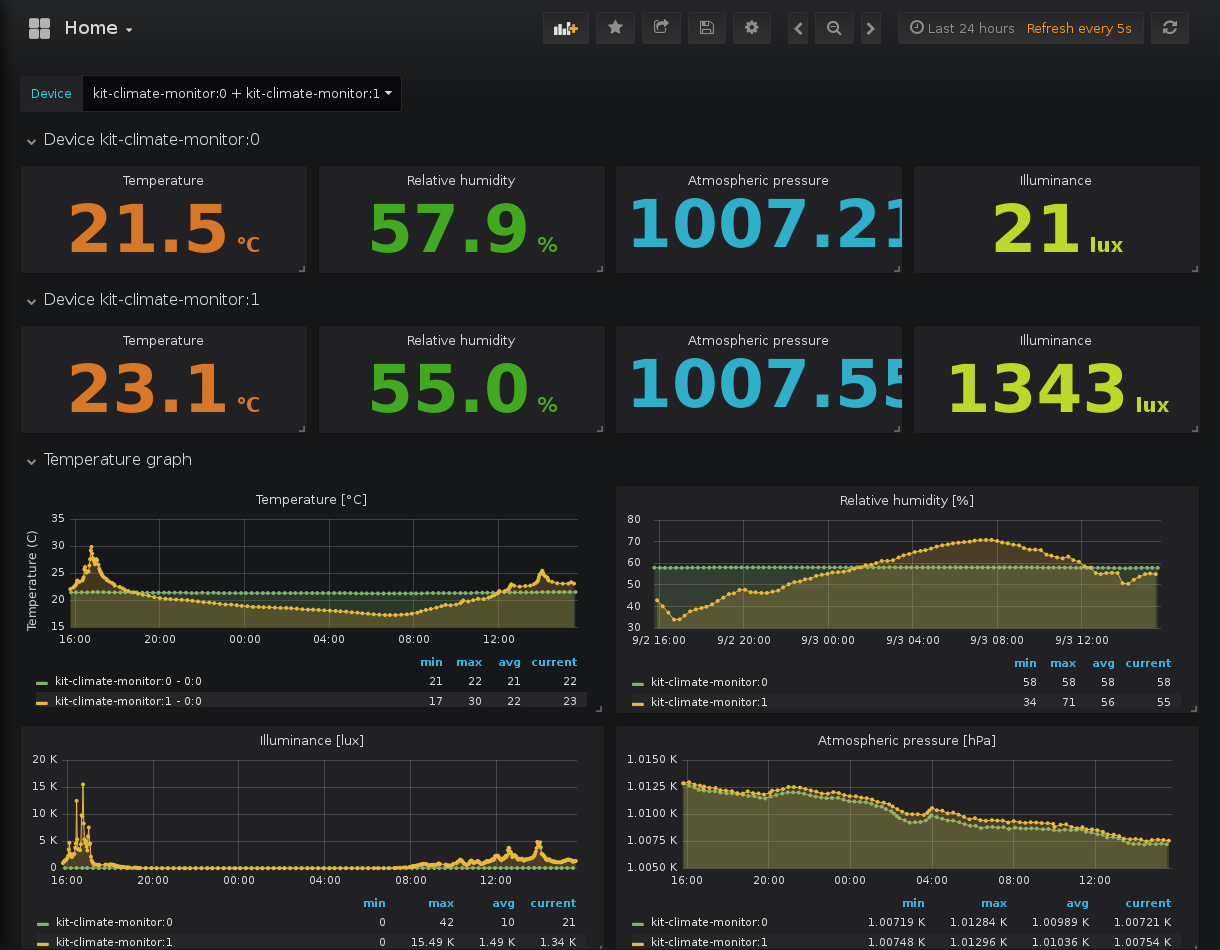 Home
Last 24 hours Refresh every 5s
Device kit-climate-monitor:0 + kit-climate-monitor:1
Device kit-climate-monitor:0
Temperature Relative humidity Atmospheric pressure Illuminance
21.5 °C 57.9 % 1007.21 21 lux
Device kit-climate-monitor:1
Temperature Relative humidity Atmospheric pressure Illuminance
23.1 °C 55.0 % 1007.55 1343 lux
Temperature graph
Temperature [°C]
Temperature (C)
35
30
25
20
15
16:00 20:00 00:00 04:00 08:00 12:00
min max avg current
kit-climate-monitor:0 - 0:0 21 22 21 22
kit-climate-monitor:1 - 0:0 17 30 22 23
Relative humidity [%]
80
70
60
50
40
30
9/2 16:00 9/2 20:00 9/3 00:00 9/3 04:00 9/3 08:00 9/3 12:00
min max avg current
kit-climate-monitor:0 58 58 58 58
kit-climate-monitor:1 34 71 56 55
Illuminance [lux]
20 K
15 K
10 K
5 K
0
16:00 20:00 00:00 04:00 08:00 12:00
min max avg current
kit-climate-monitor:0 0 42 10 21
kit-climate-monitor:1 0 15.49 K 1.49 K 1.34 K
Atmospheric pressure [hPa]
1.0150 K
1.0125 K
1.0100 K
1.0075 K
1.0050 K
16:00 20:00 00:00 04:00 08:00 12:00
min max avg current
kit-climate-monitor:0 1.00719 K 1.01284 K 1.00989 K 1.00721 K
kit-climate-monitor:1 1.00748 K 1.01296 K 1.01036 K 1.00754 K